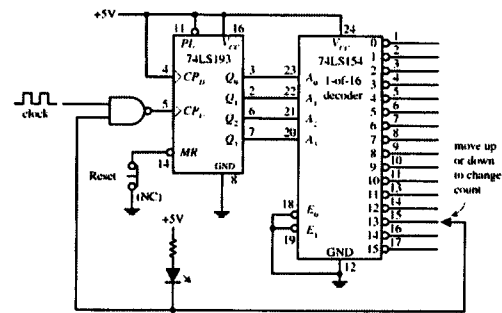 +5V
11
16
24
PL
VCC
VCC
74LS193
74LS154
4
CPD
Q0
3
23
A0
1-of-16
decoder
clock
5
CPU
Q1
2
22
A1
Q2
6
21
A2
Q3
7
20
A3
MR
14
GND
8
Reset
(NC)
+5V
18
E0
19
E1
GND
12
0
1
1
2
2
3
3
4
4
5
5
6
6
7
7
8
8
9
9
10
10
11
11
13
12
14
13
15
14
16
15
17
move up
or down
to change
count